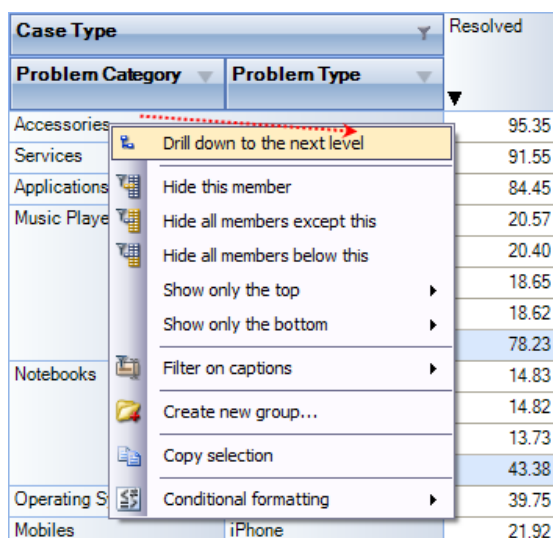 Case Type
Resolved
Problem Category
Problem Type
Accessories
95.35
Drill down to the next level
Services
91.55
Applications
84.45
Hide this member
Music Playe
20.57
Hide all members except this
20.40
Hide all members below this
18.65
Show only the top
18.62
Show only the bottom
78.23
Notebooks
14.83
Filter on captions
14.82
Create new group...
13.73
Copy selection
43.38
Operating S
39.75
Conditional formatting
Mobiles
iPhone
21.92